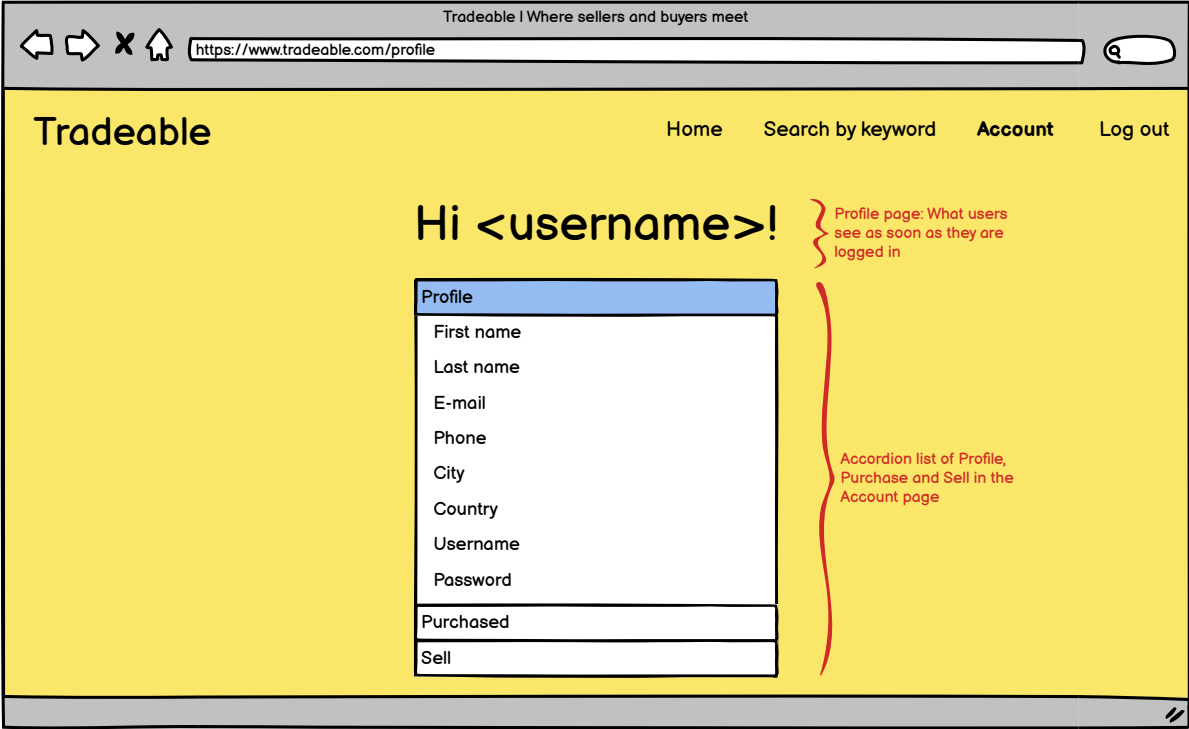 Tradeable | Where sellers and buyers meet
https://www.tradeable.com/profile
Tradeable
Home
Search by keyword
Account
Log out
Hi <username>!
Profile page: What users
see as soon as they are
logged in
Profile
First name
Last name
E-mail
Phone
City
Country
Username
Password
Purchased
Sell
Accordion list of Profile,
Purchase and Sell in the
Account page